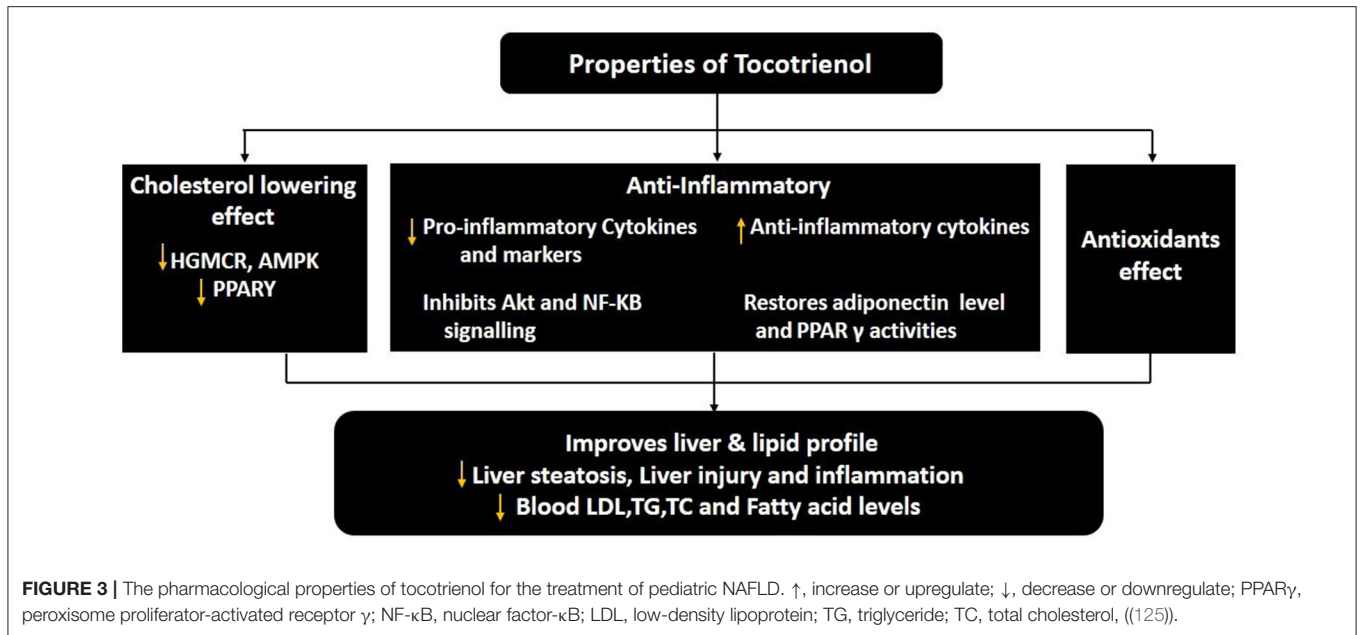 Properties of Tocotrienol
Cholesterol lowering
effect
↓HGMCR, AMPK
↓PPARY
Anti-Inflammatory
↓Pro-inflammatory Cytokines
and markers
↑Anti-inflammatory cytokines
Inhibits Akt and NF-KB
signalling
Restores adiponectin level
and PPAR γ activities
Antioxidants
effect
Improves liver & lipid profile
↓Liver steatosis, Liver injury and inflammation
↓ Blood LDL,TG,TC and Fatty acid levels
FIGURE 3 | The pharmacological properties of tocotrienol for the treatment of pediatric NAFLD. ↑, increase or upregulate; ↓, decrease or downregulate; PPARγ,
peroxisome proliferator-activated receptor γ; NF-κB, nuclear factor-κB; LDL, low-density lipoprotein; TG, triglyceride; TC, total cholesterol, ((125)).